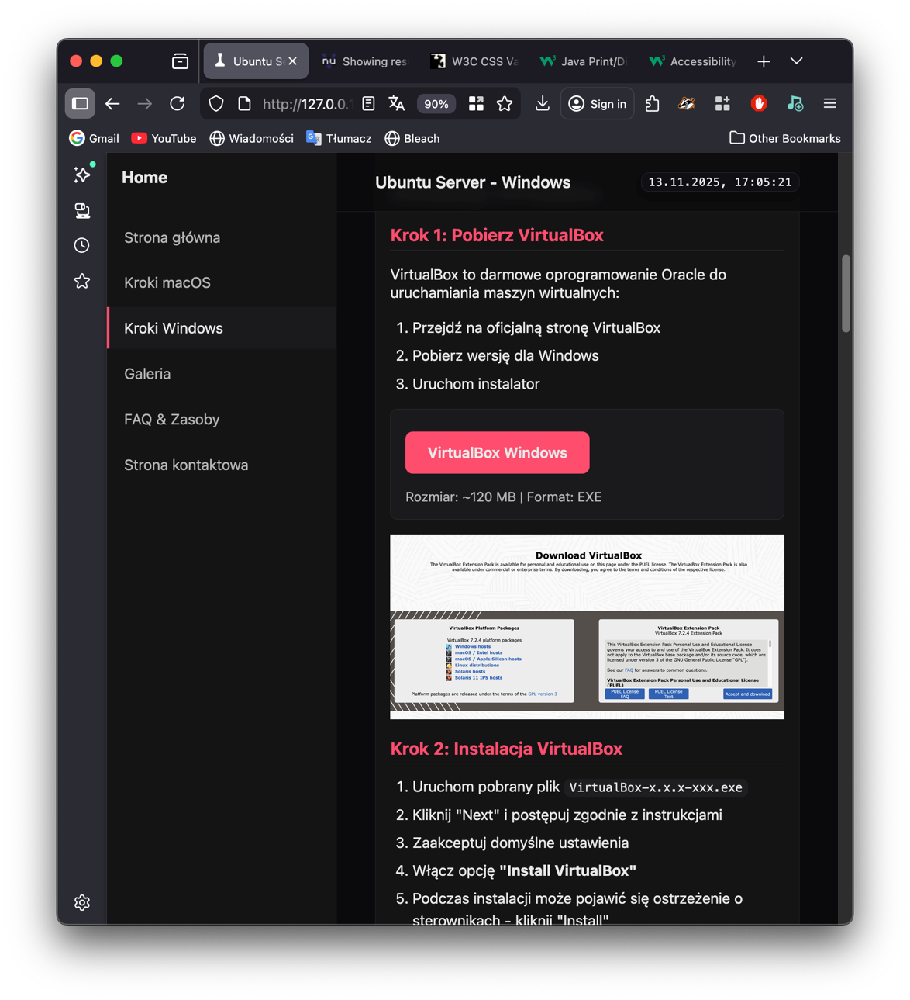 Ubuntu S
Showing res
W3C CSS Va
Java Print/Di
Accessibility
http://127.0.0.1
90%
Sign in
Gmail
YouTube
Wiadomości
Tłumacz
Bleach
Other Bookmarks
Home
Strona główna
Kroki macOS
Kroki Windows
Galeria
FAQ & Zasoby
Strona kontaktowa
Ubuntu Server - Windows
13.11.2025, 17:05:21
Krok 1: Pobierz VirtualBox
VirtualBox to darmowe oprogramowanie Oracle do
uruchamiania maszyn wirtualnych:
1. Przejdź na oficjalną stronę VirtualBox
2. Pobierz wersję dla Windows
3. Uruchom instalator
VirtualBox Windows
Rozmiar: ~120 MB | Format: EXE
Download VirtualBox
The VirtualBox Extension Pack is available for personal and educational use on this page under the PUEL license. The VirtualBox Extension Pack is also
available under commercial or enterprise terms. By downloading, you agree to the terms and conditions of the respective license.
VirtualBox Platform Packages
VirtualBox 7.2.4 platform packages
Windows hosts
macOS / Intel hosts
macOS / Apple Silicon hosts
Linux distributions
Solaris hosts
Solaris 11 IPS hosts
Platform packages are released under the terms of the GPL version 3
VirtualBox Extension Pack
VirtualBox 7.2.4 Extension Pack
This VirtualBox Extension Pack Personal Use and Educational License
governs your access to and use of the VirtualBox Extension Pack. It does
not apply to the VirtualBox base package and/or its source code, which are
licensed under version 3 of the GNU General Public License "GPL").
See our FAQ for answers to common questions.
VirtualBox Extension Pack Personal Use and Educational License
(PUEL)
PUEL License
FAQ
PUEL License
Text
Accept and download
Krok 2: Instalacja VirtualBox
1. Uruchom pobrany plik VirtualBox-x.x.x-xxx.exe
2. Kliknij "Next" i postępuj zgodnie z instrukcjami
3. Zaakceptuj domyślne ustawienia
4. Włącz opcję "Install VirtualBox"
5. Podczas instalacji może pojawić się ostrzeżenie o
sterownikach - kliknij "Install"